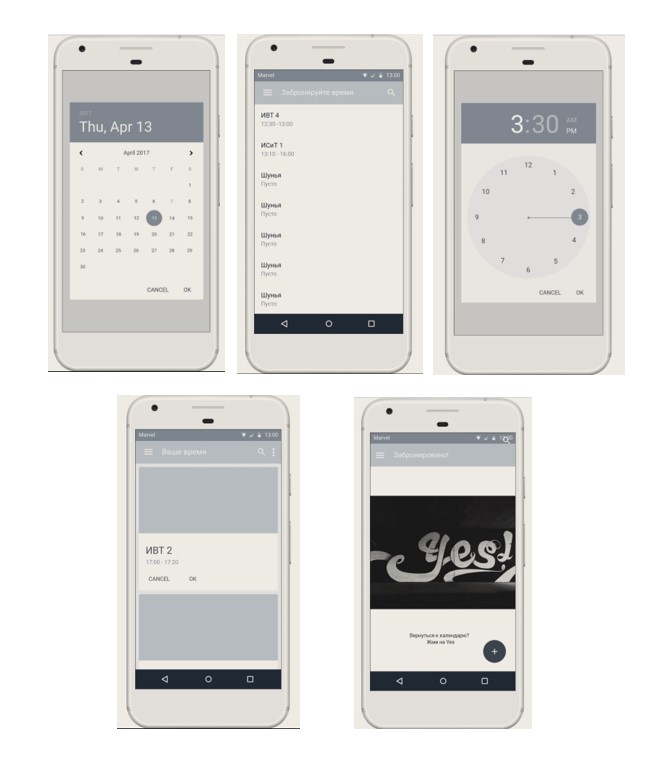 2017
Thu, Apr 13
April 2017
S M T W T F S
1
2 3 4 5 6 7 8
9 10 11 12 13 14 15
16 17 18 19 20 21 22
23 24 25 26 27 28 29
30
CANCEL OK
Marvel 13:00
Забронируйте время
ИВТ 4
12:30 -13:00
ИСиТ 1
13:10 - 16:00
Шунья
Пусто
Шунья
Пусто
Шунья
Пусто
Шунья
Пусто
Шунья
Пусто
3:30 AM
PM
12
11 1
10 2
9 3
8 4
7 5
6
CANCEL OK
Marvel 13:00
Ваше время
ИВТ 2
17:00 - 17:20
CANCEL OK
Marvel 13:00
Забронировано!
Yes!
Вернуться к календарю?
Жми на Yes